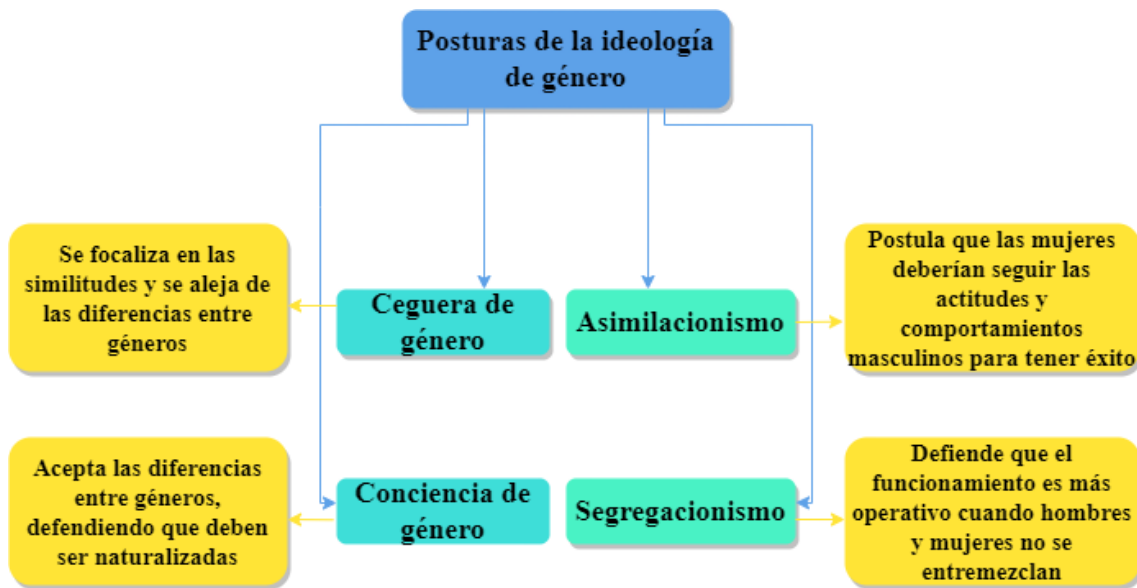 Posturas de la ideología
de género
Se focaliza en las
similitudes y se aleja de
las diferencias entre
géneros
Ceguera de
género
Asimilacionismo
Postula que las mujeres
deberían seguir las
actitudes y
comportamientos
masculinos para tener éxito
Acepta las diferencias
entre géneros,
defendiendo que deben
ser naturalizadas
Conciencia de
género
Segregacionismo
Defiende que el
funcionamiento es más
operativo cuando hombres
y mujeres no se
entremezclan